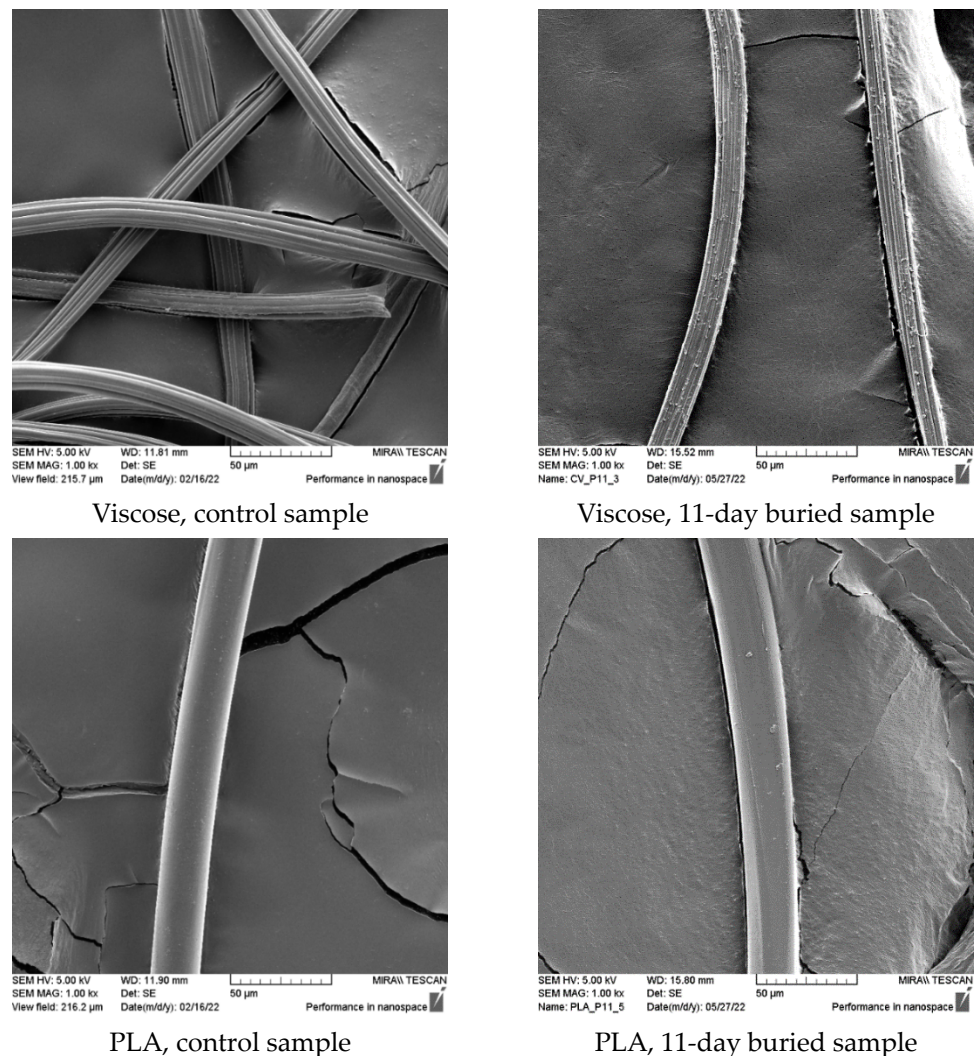 SEM HV: 5.00 kV WD: 11.81 mm MIRA\\ TESCAN
SEM MAG: 1.00 kx Det: SE 50 µm
View field: 215.7 µm Date(m/d/y): 02/16/22 Performance in nanospace
SEM HV: 5.00 kV WD: 15.52 mm MIRA\\ TESCAN
SEM MAG: 1.00 kx Det: SE 50 µm
Name: CV_P11_3 Date(m/d/y): 05/27/22 Performance in nanospace
Viscose, control sample
Viscose, 11-day buried sample
SEM HV: 5.00 kV WD: 11.90 mm MIRA\\ TESCAN
SEM MAG: 1.00 kx Det: SE 50 µm
View field: 216.2 µm Date(m/d/y): 02/16/22 Performance in nanospace
SEM HV: 5.00 kV WD: 15.80 mm MIRA\\ TESCAN
SEM MAG: 1.00 kx Det: SE 50 µm
Name: PLA_P11_5 Date(m/d/y): 05/27/22 Performance in nanospace
PLA, control sample
PLA, 11-day buried sample